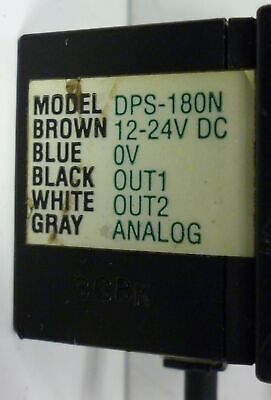 MODEL DPS-180N
BROWN 12-24V DC
BLUE 0V
BLACK OUT1
WHITE OUT2
GRAY ANALOG